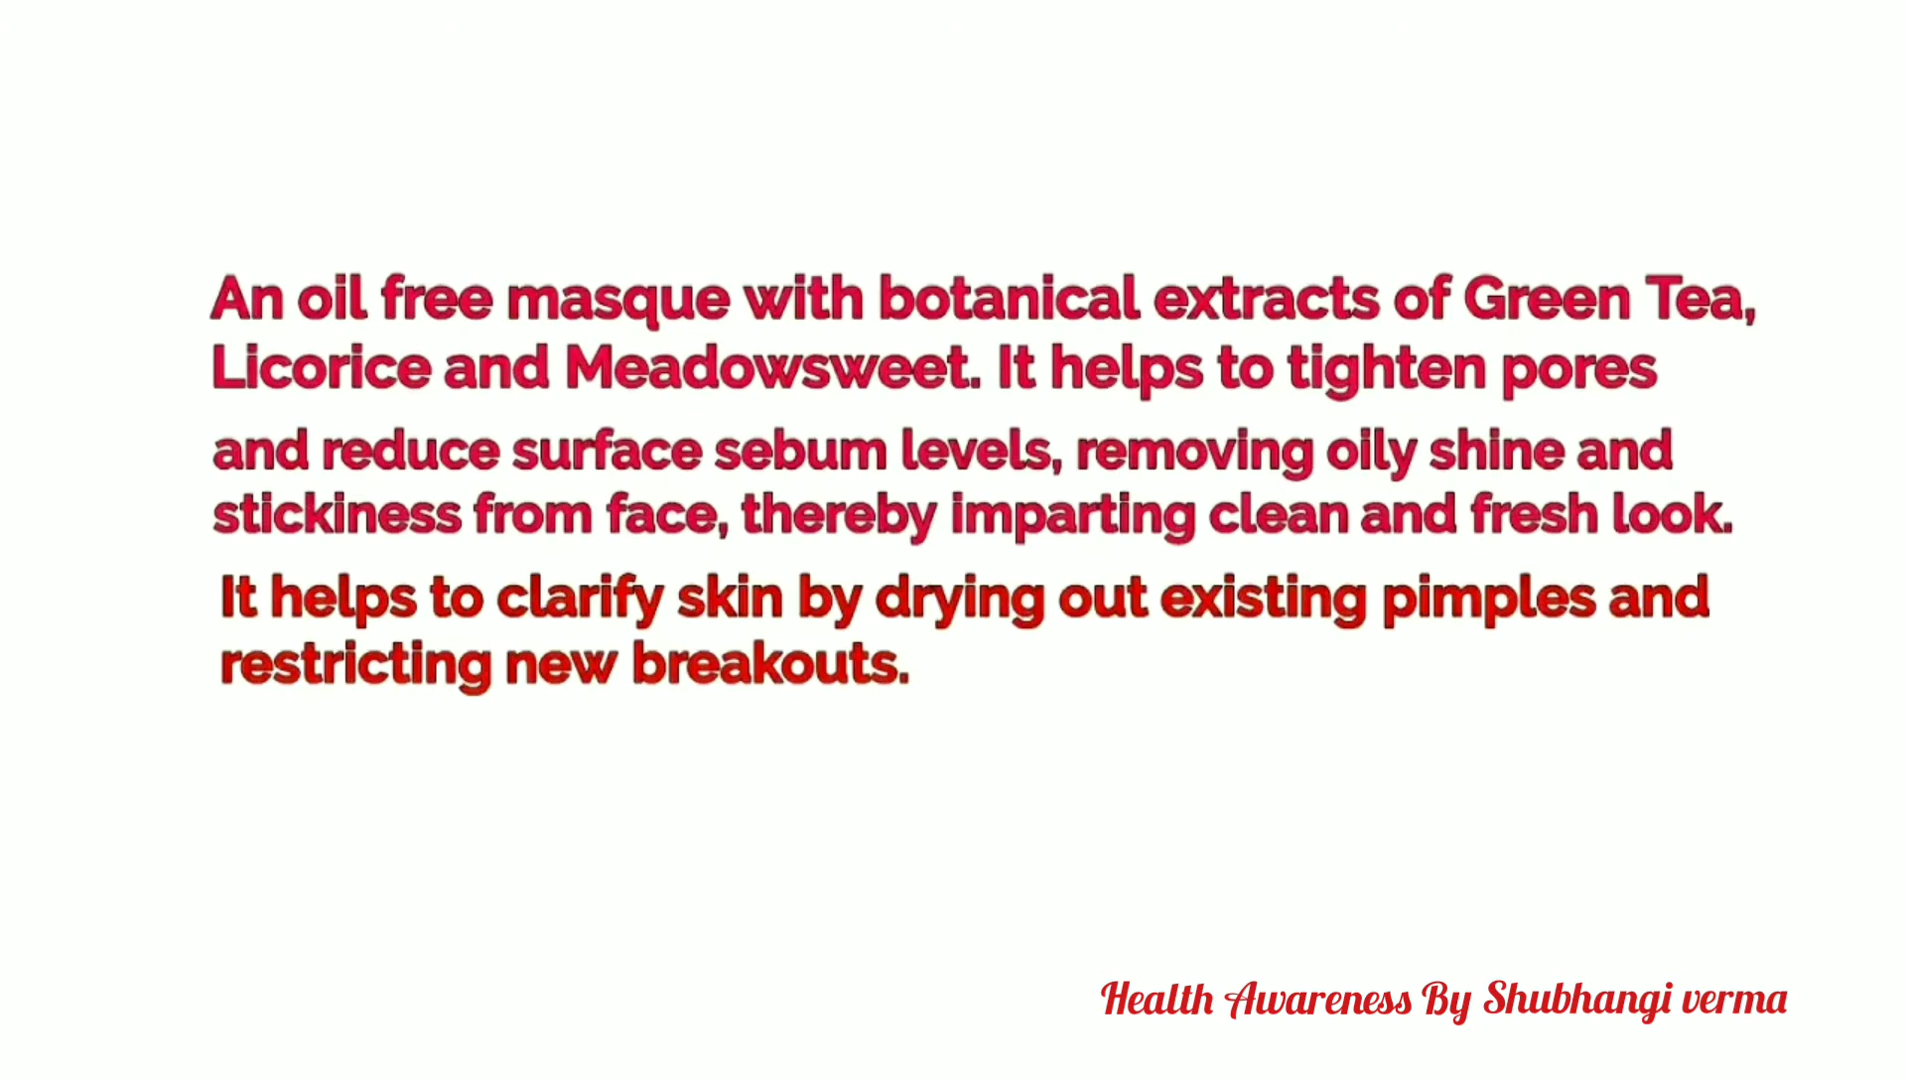 An oil free masque with botanical extracts of Green Tea,
Licorice and Meadowsweet. It helps to tighten pores
and reduce surface sebum levels, removing oily shine and
stickiness from face, thereby imparting clean and fresh look.
It helps to clarify skin by drying out existing pimples and
restricting new breakouts.
Health Awareness By Shubhangi verma